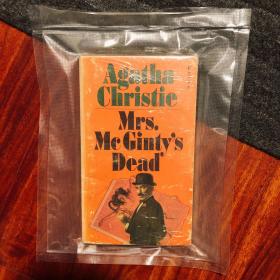 Agatha
Christie
Mrs.
McGinty's
Dead